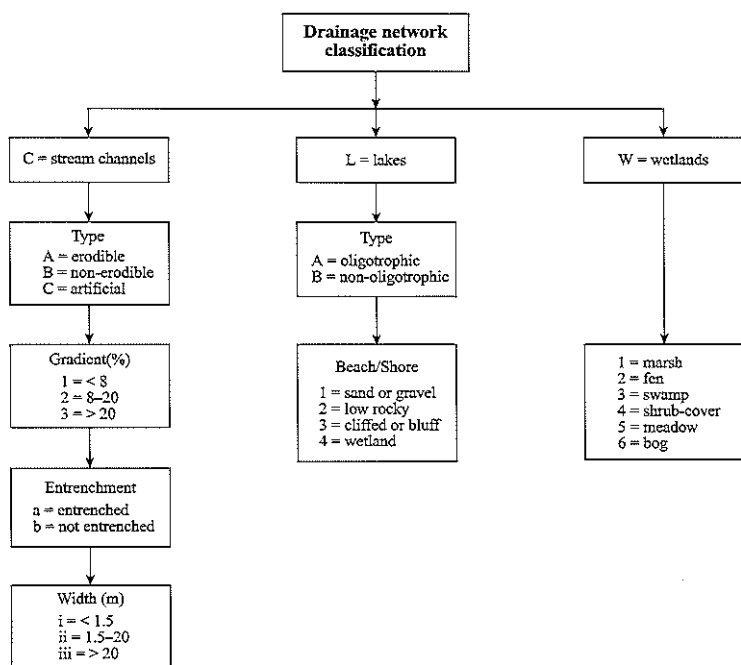 Drainage network
classification
C = stream channels
L = lakes
W = wetlands
Type
A = erodible
B = non-erodible
C = artificial
Type
A = oligotrophic
B = non-oligotrophic
Gradient(%)
1 = < 8
2 = 8–20
3 = > 20
Beach/Shore
1 = sand or gravel
2 = low rocky
3 = cliffed or bluff
4 = wetland
1 = marsh
2 = fen
3 = swamp
4 = shrub-cover
5 = meadow
6 = bog
Entrenchment
a = entrenched
b = not entrenched
Width (m)
i = < 1.5
ii = 1.5–20
iii = > 20